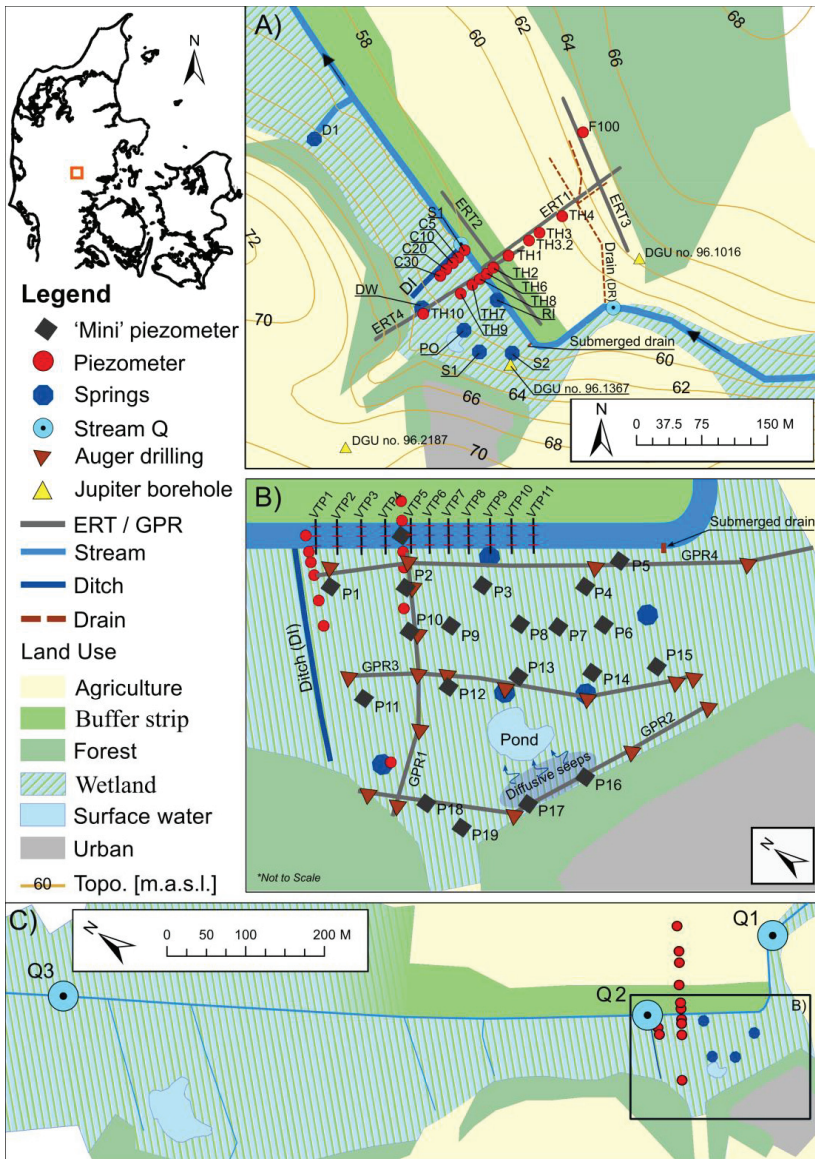 N
Legend
'Mini' piezometer
Piezometer
Springs
Stream Q
Auger drilling
Jupiter borehole
ERT / GPR
Stream
Ditch
Drain
Land Use
Agriculture
Buffer strip
Forest
Wetland
Surface water
Urban
60 Topo. [m.a.s.l.]
A)
58
60
62
64
66
68
72
70
D1
F100
S1
C5
C10
C20
C30
DI
ERT2
ERT1
ERT3
ERT4
TH4
TH3
TH3.2
TH1
TH2
TH6
TH8
RI
TH7
TH9
TH10
DW
PO
S1
S2
DGU no. 96.1016
Drain (DR)
Submerged drain
DGU no. 96.1367
DGU no. 96.2187
60
62
64
66
68
70
N
0 37.5 75 150 M
B)
VTP1
VTP2
VTP3
VTP4
VTP5
VTP6
VTP7
VTP8
VTP9
VTP10
VTP11
Submerged drain
GPR4
P1
P2
P3
P4
P5
P10
P9
P8
P7
P6
Ditch (DI)
GPR3
P11
P12
P13
P14
P15
Pond
GPR1
GPR2
Diffusive seeps
P16
P17
P18
P19
*Not to Scale
N
C)
N
0 50 100 200 M
Q3
Q2
Q1
B)